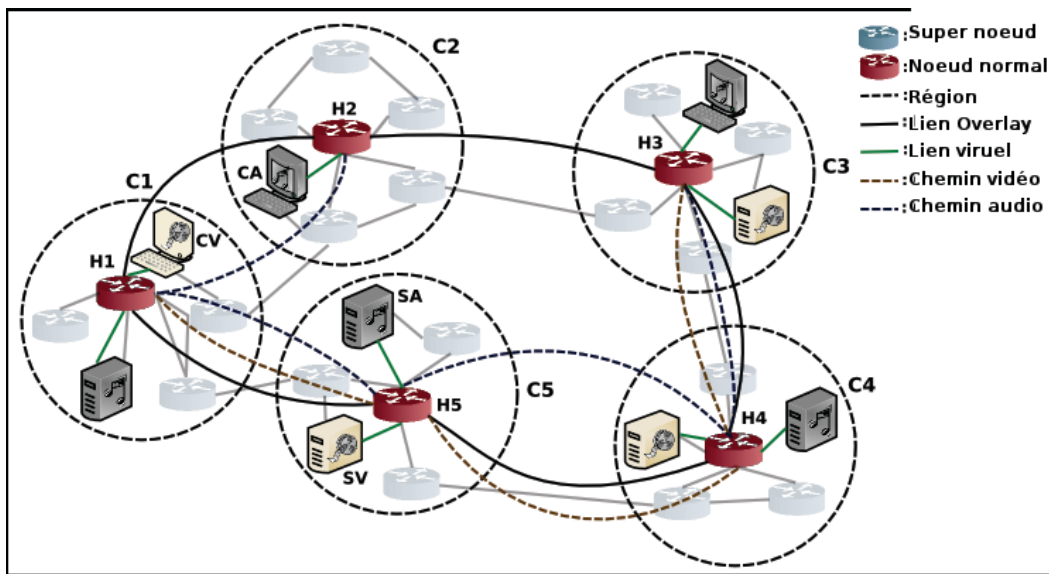 C2
:Super noeud
:Noeud normal
:Région
:Lien Overlay
:Lien viruel
:Chemin vidéo
:Chemin audio
H2
H3
CA
C3
C1
CV
H1
SA
C5
C4
H5
H4
SV